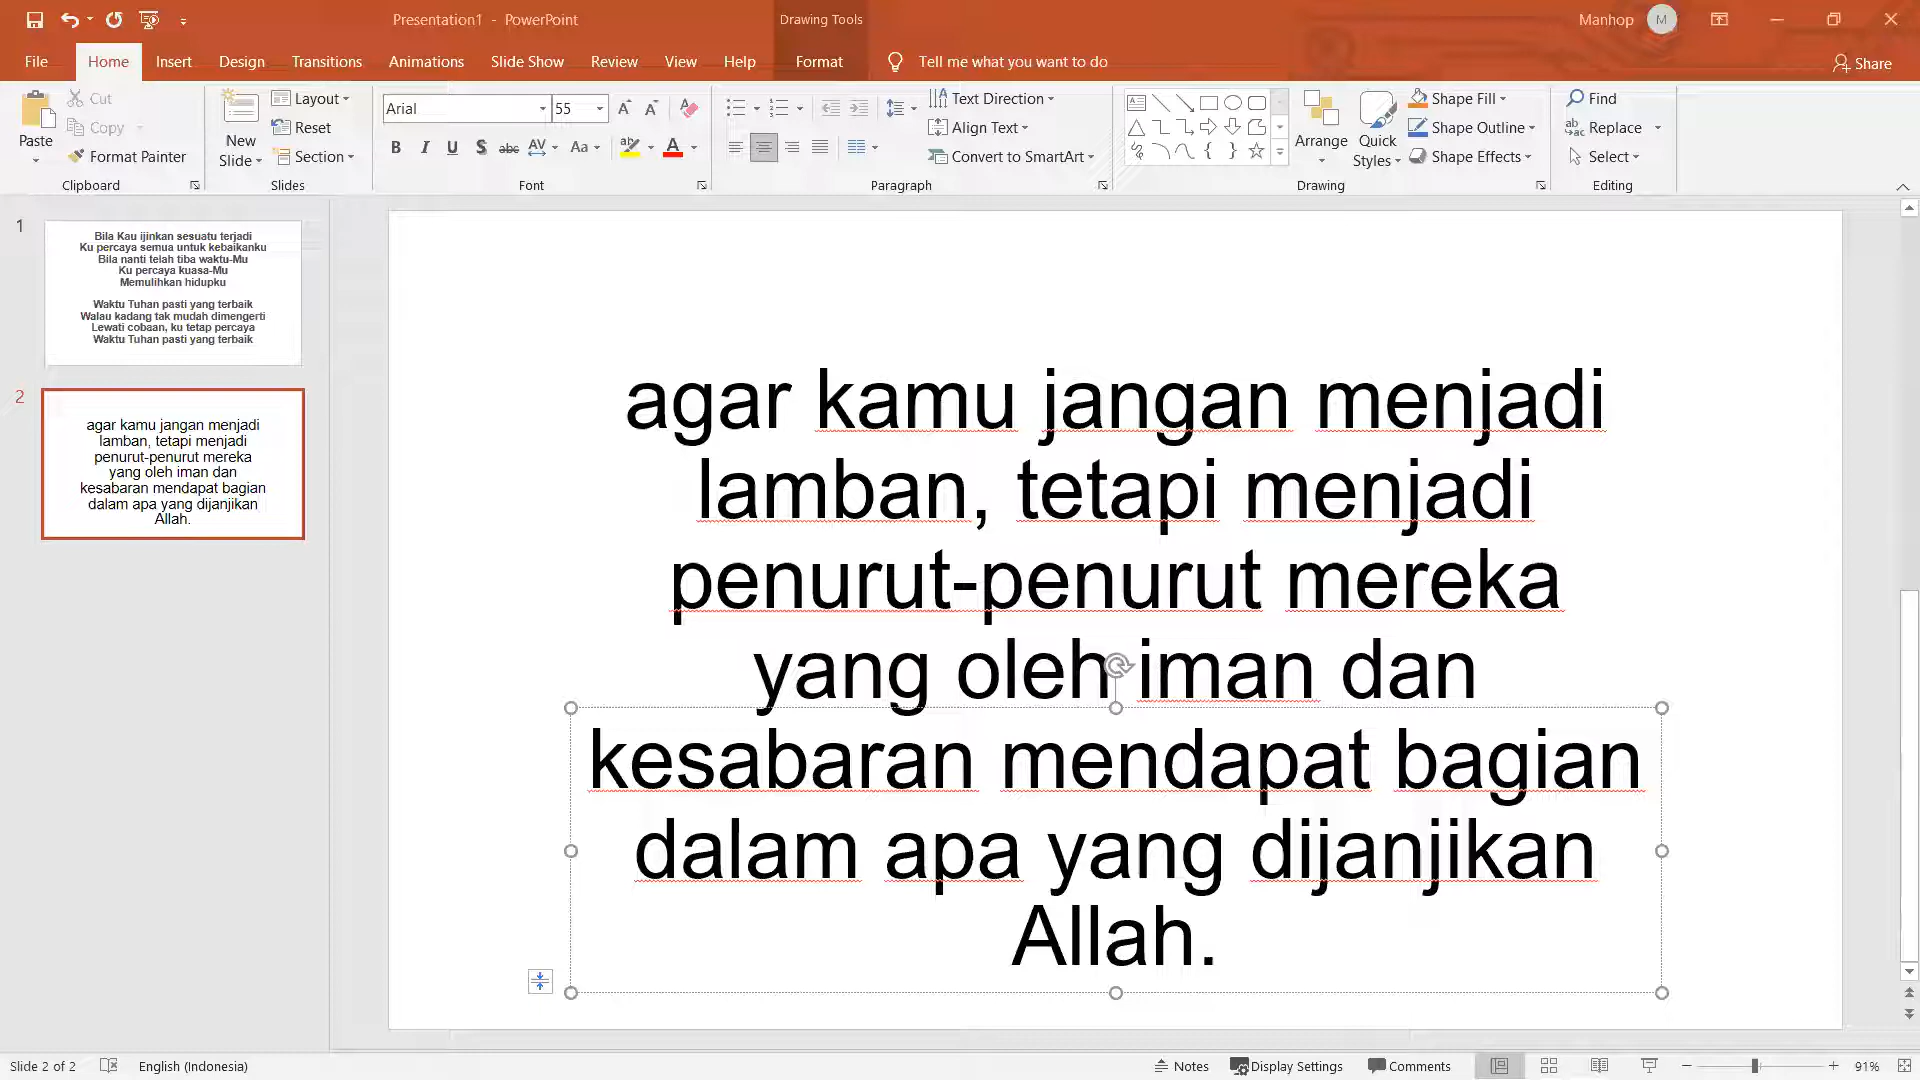 Presentation1 - PowerPoint
Drawing Tools
Manhop
M
File
Home
Insert
Design
Transitions
Animations
Slide Show
Review
View
Help
Format
Tell me what you want to do
Share
Paste
Cut
Copy
Format Painter
Clipboard
New Slide
Layout
Reset
Section
Slides
Arial
55
B I U S abc AV Aa A
Font
Text Direction
Align Text
Convert to SmartArt
Paragraph
Arrange
Quick Styles
Shape Fill
Shape Outline
Shape Effects
Drawing
Find
Replace
Select
Editing
1
Bila Kau ijinkan sesuatu terjadi
Ku percaya semua untuk kebaikanku
Bila nanti telah tiba waktu-Mu
Ku percaya kuasa-Mu
Memulihkan hidupku
Waktu Tuhan pasti yang terbaik
Walau kadang tak mudah dimengerti
Lewati cobaan, ku tetap percaya
Waktu Tuhan pasti yang terbaik
2
agar kamu jangan menjadi
lamban, tetapi menjadi
penurut-penurut mereka
yang oleh iman dan
kesabaran mendapat bagian
dalam apa yang dijanjikan
Allah.
agar kamu jangan menjadi
lamban, tetapi menjadi
penurut-penurut mereka
yang oleh iman dan
kesabaran mendapat bagian
dalam apa yang dijanjikan
Allah.
Slide 2 of 2
English (Indonesia)
Notes
Display Settings
Comments
91%